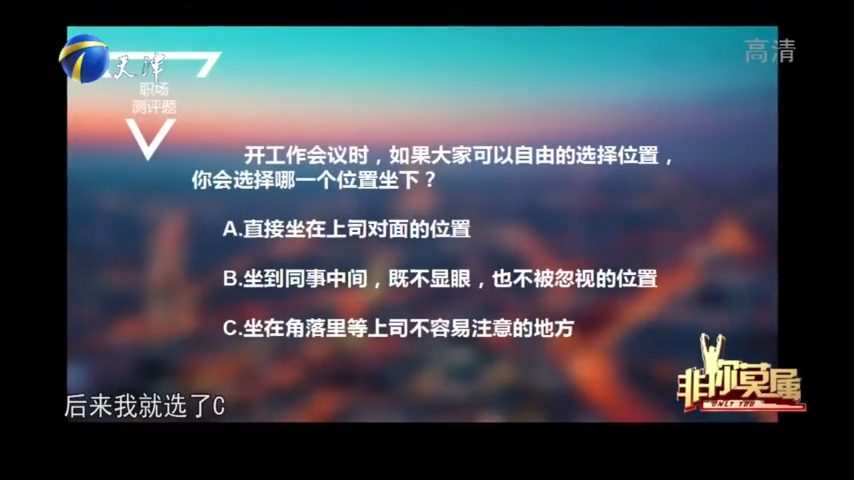 天津
高清
职场
测评题
开工作会议时，如果大家可以自由的选择位置，
你会选择哪一个位置坐下？
A.直接坐在上司对面的位置
B.坐到同事中间，既不显眼，也不被忽视的位置
C.坐在角落里等上司不容易注意的地方
非你莫属
ONLY YOU
后来我就选了C